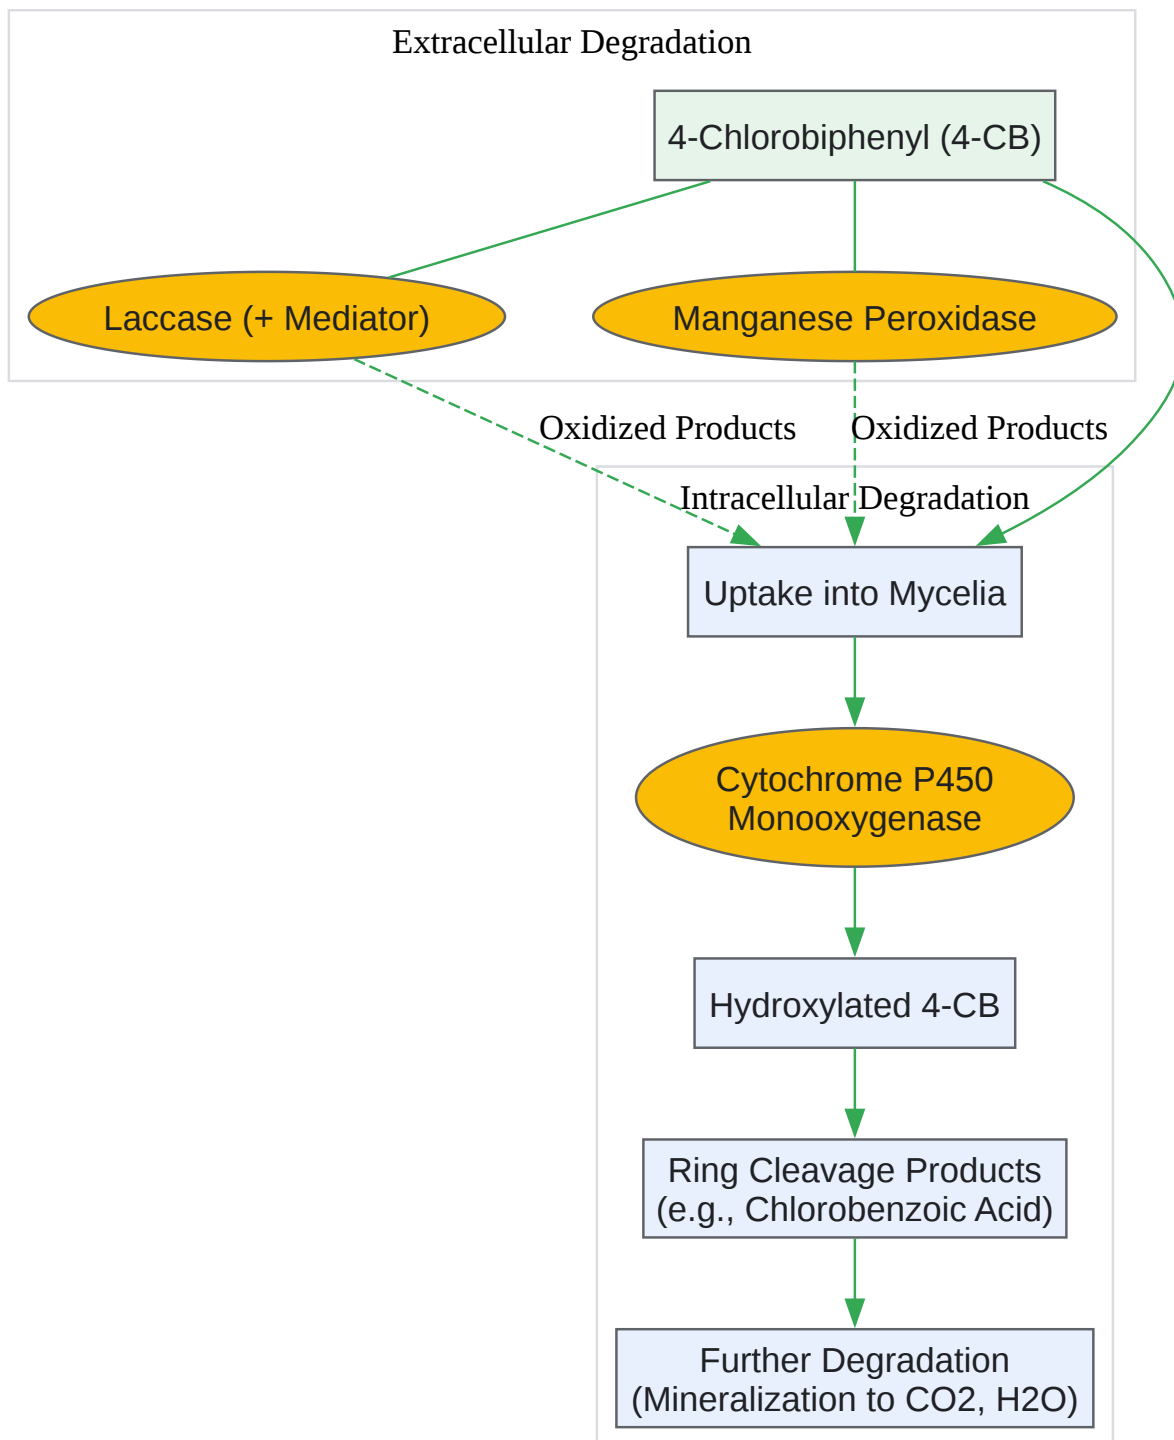 Extracellular Degradation
4-Chlorobiphenyl (4-CB)
Laccase (+ Mediator)
Manganese Peroxidase
Oxidized Products
Oxidized Products
Intracellular Degradation
Uptake into Mycelia
Cytochrome P450
Monooxygenase
Hydroxylated 4-CB
Ring Cleavage Products
(e.g., Chlorobenzoic Acid)
Further Degradation
(Mineralization to CO2, H2O)